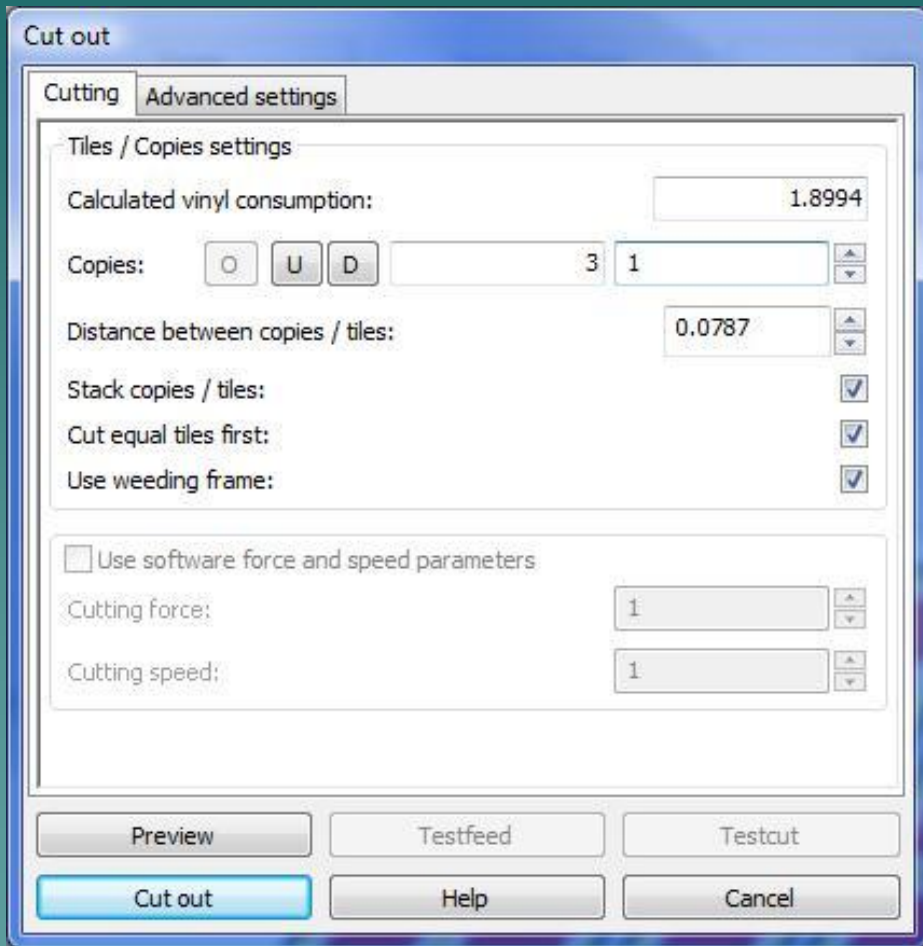 Cut out
Cutting Advanced settings
Tiles / Copies settings
Calculated vinyl consumption: 1.8994
Copies: O U D 3 1
Distance between copies / tiles: 0.0787
Stack copies / tiles:
Cut equal tiles first:
Use weeding frame:
Use software force and speed parameters
Cutting force: 1
Cutting speed: 1
Preview Testfeed Testcut
Cut out Help Cancel